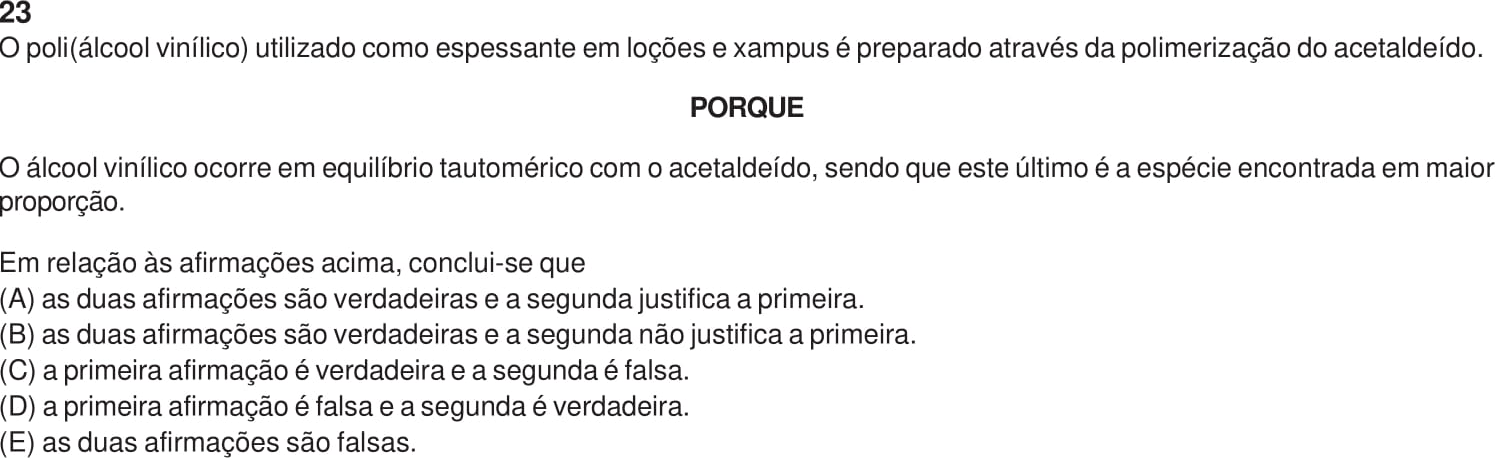 23
O poli(álcool vinílico) utilizado como espessante em loções e xampus é preparado através da polimerização do acetaldeído.
PORQUE
O álcool vinílico ocorre em equilíbrio tautomérico com o acetaldeído, sendo que este último é a espécie encontrada em maior
proporção.
Em relação às afirmações acima, conclui-se que
(A) as duas afirmações são verdadeiras e a segunda justifica a primeira.
(B) as duas afirmações são verdadeiras e a segunda não justifica a primeira.
(C) a primeira afirmação é verdadeira e a segunda é falsa.
(D) a primeira afirmação é falsa e a segunda é verdadeira.
(E) as duas afirmações são falsas.